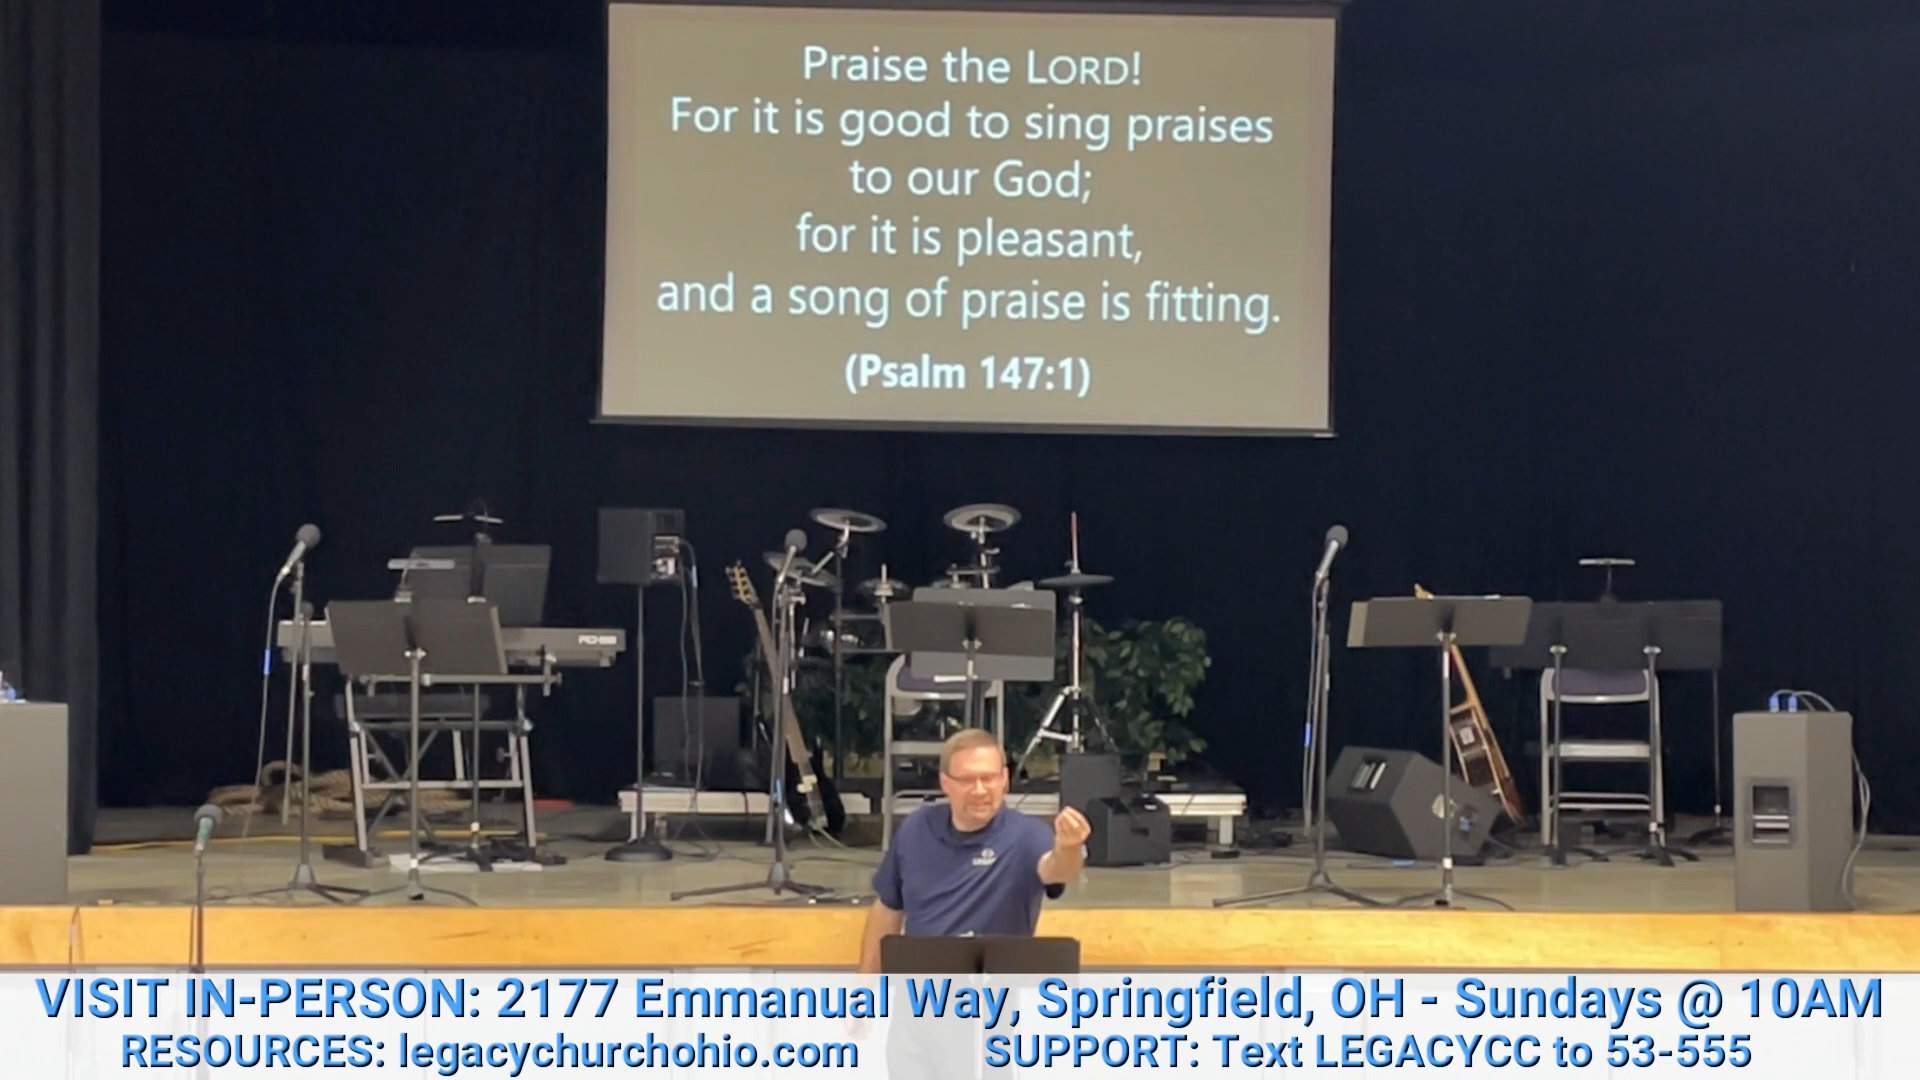 Praise the LORD!
For it is good to sing praises
to our God;
for it is pleasant,
and a song of praise is fitting.
(Psalm 147:1)
VISIT IN-PERSON: 2177 Emmanual Way, Springfield, OH - Sundays @ 10AM
RESOURCES: legacychurchohio.com SUPPORT: Text LEGACYCC to 53-555